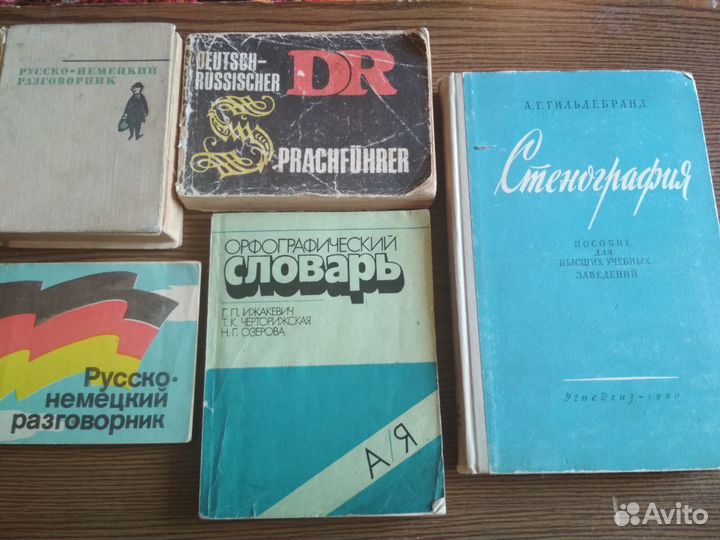 РУССКО-НЕМЕЦКИЙ
РАЗГОВОРНИК
DEUTSCH-
RUSSISCHER
DR
SPRACHFÜHRER
А. Г. ГИЛЬДЕБРАНД
Стенография
ПОСОБИЕ
ДЛЯ
ВЫСШИХ УЧЕБНЫХ
ЗАВЕДЕНИЙ
Учпедгиз - 1960
Русско-
немецкий
разговорник
ОРФОГРАФИЧЕСКИЙ
СЛОВАРЬ
Г. П. ИЖАКЕВИЧ
Т. К. ЧЕРТОРИЖСКАЯ
Н. Г. ОЗЕРОВА
А/Я
Avito